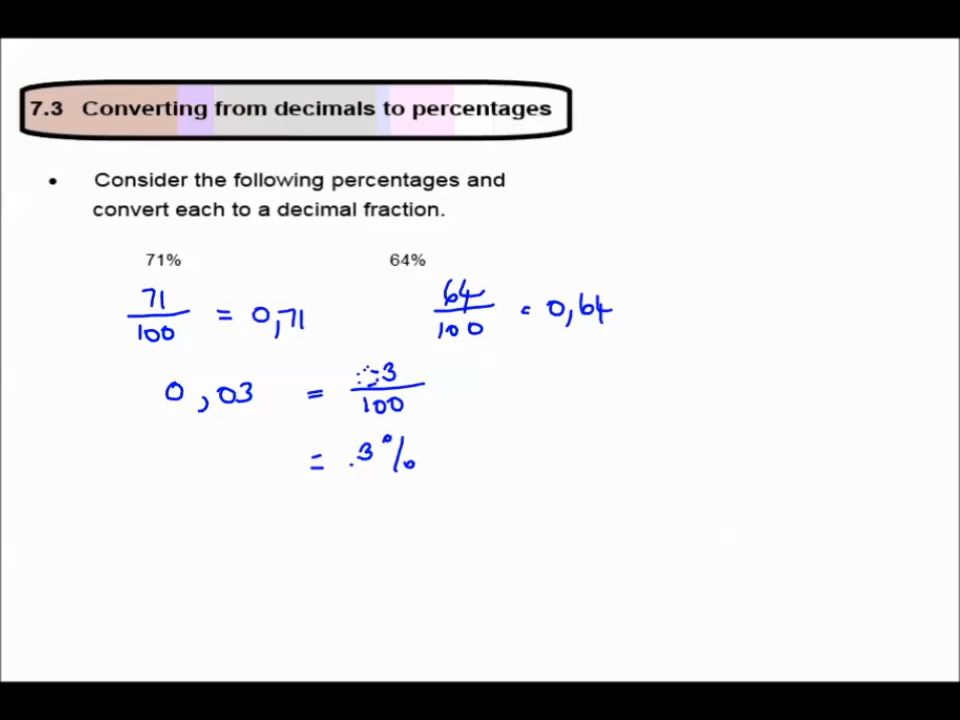 7.3 Converting from decimals to percentages
• Consider the following percentages and
convert each to a decimal fraction.
71% 64%
71/100 = 0,71 64/100 = 0,64
0,03 = 3/100
= 3%